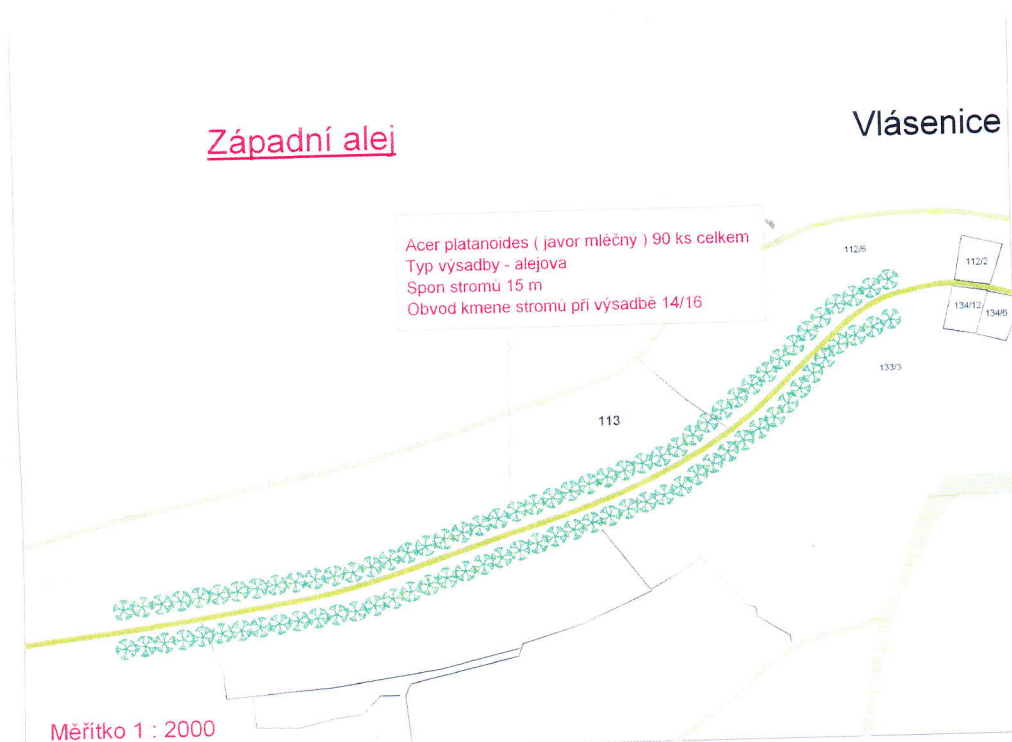 Západní alej
Vlásenice
Acer platanoides ( javor mléčný ) 90 ks celkem
Typ výsadby - alejova
Spon stromů 15 m
Obvod kmene stromů při výsadbě 14/16
112/6
112/2
134/12
134/6
133/3
113
Měřítko 1 : 2000